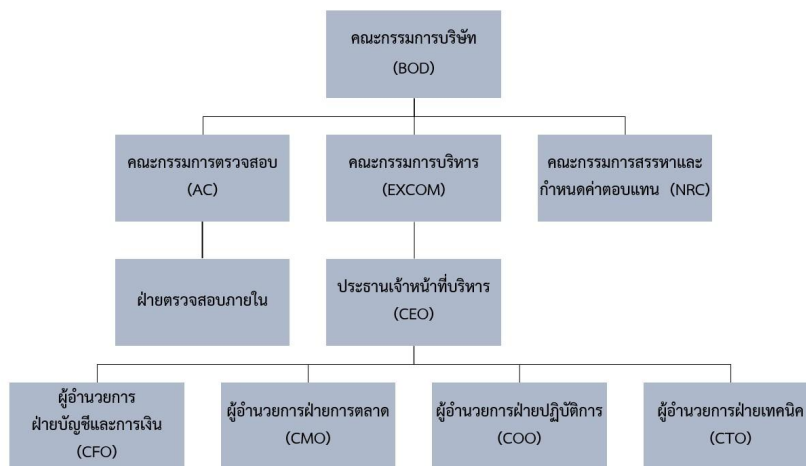 คณะกรรมการบริษัท
(BOD)
คณะกรรมการตรวจสอบ
(AC)
คณะกรรมการบริหาร
(EXCOM)
คณะกรรมการสรรหาและ
กำหนดค่าตอบแทน (NRC)
ฝ่ายตรวจสอบภายใน
ประธานเจ้าหน้าที่บริหาร
(CEO)
ผู้อำนวยการ
ฝ่ายบัญชีและการเงิน
(CFO)
ผู้อำนวยการฝ่ายการตลาด
(CMO)
ผู้อำนวยการฝ่ายปฏิบัติการ
(COO)
ผู้อำนวยการฝ่ายเทคนิค
(CTO)